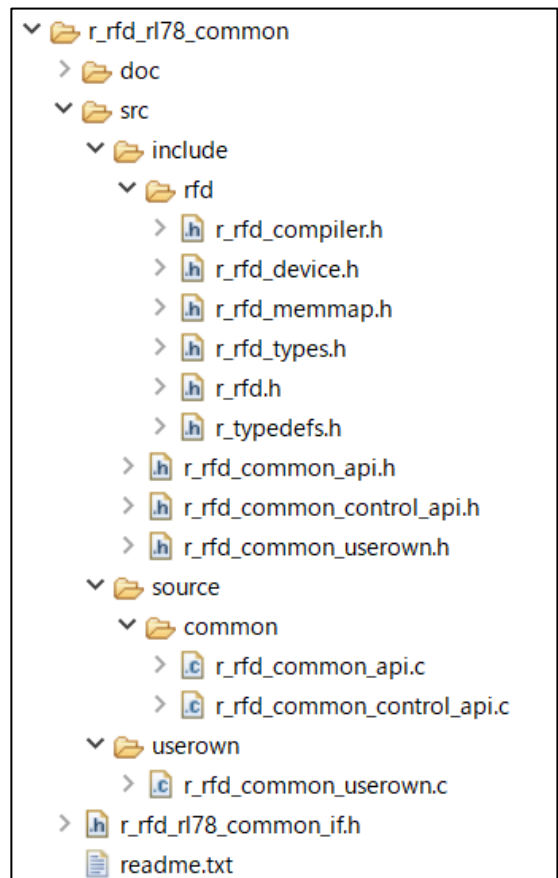 r_rfd_rl78_common
doc
src
include
rfd
r_rfd_compiler.h
r_rfd_device.h
r_rfd_memmap.h
r_rfd_types.h
r_rfd.h
r_typedefs.h
r_rfd_common_api.h
r_rfd_common_control_api.h
r_rfd_common_userown.h
source
common
r_rfd_common_api.c
r_rfd_common_control_api.c
userown
r_rfd_common_userown.c
r_rfd_rl78_common_if.h
readme.txt